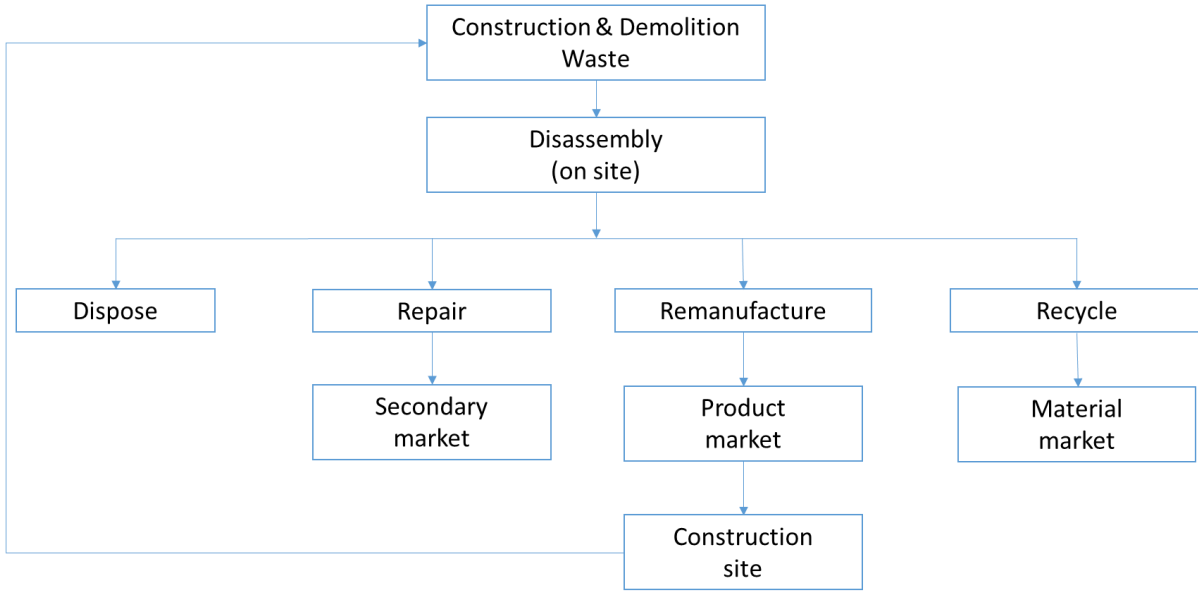 Construction & Demolition
Waste
Disassembly
(on site)
Dispose
Repair
Remanufacture
Recycle
Secondary
market
Product
market
Material
market
Construction
site